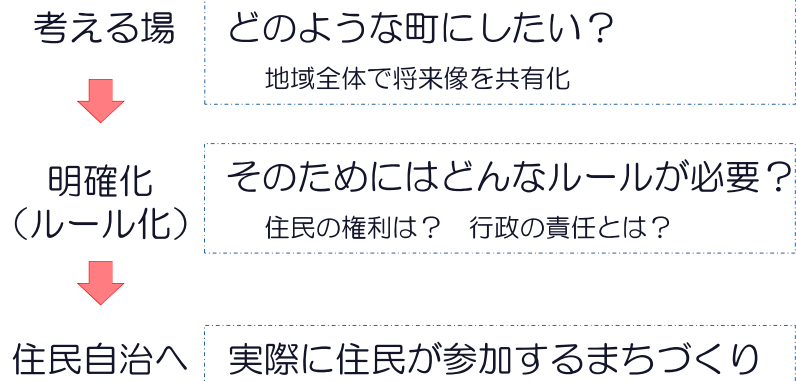 考える場
どのような町にしたい？
地域全体で将来像を共有化
明確化
（ルール化）
そのためにはどんなルールが必要？
住民の権利は？　行政の責任とは？
住民自治へ
実際に住民が参加するまちづくり